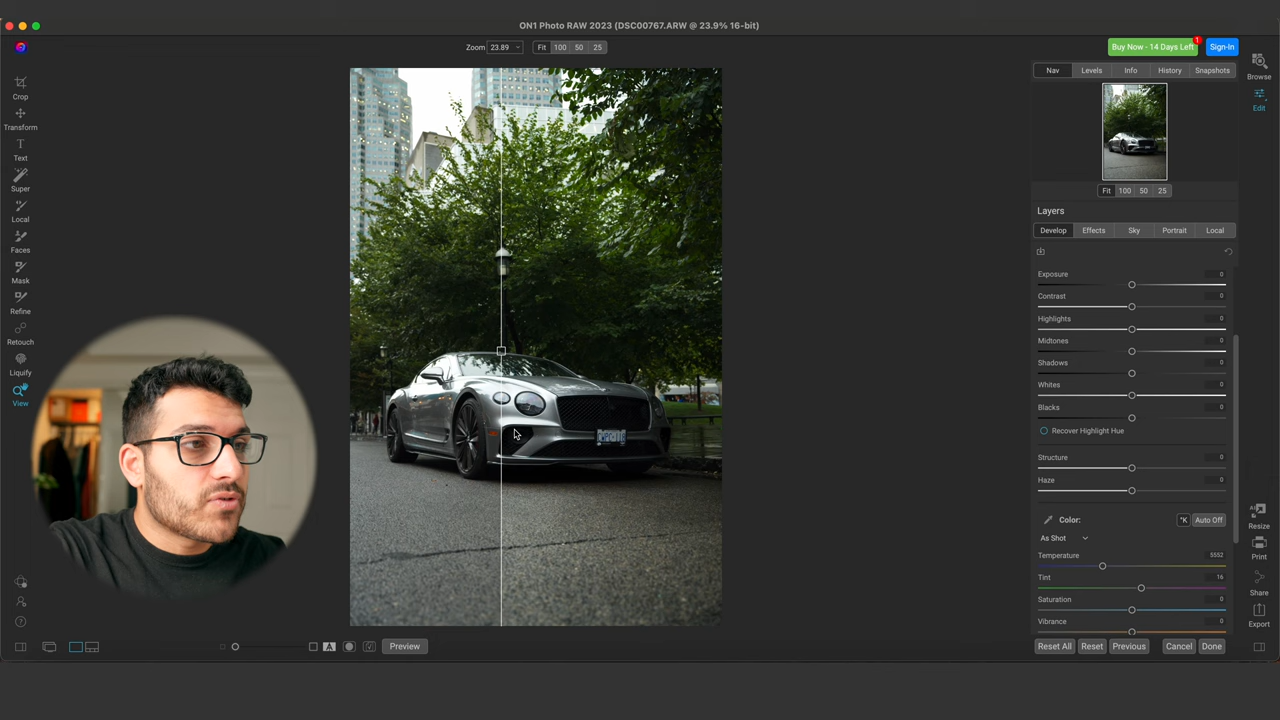 ON1 Photo RAW 2023 (DSC00767.ARW @ 23.9% 16-bit)
Zoom 23.89 Fit 100 50 25
Buy Now - 14 Days Left 1 Sign-In
Nav Levels Info History Snapshots
Browse
Edit
Crop
Transform
Text
Super
Local
Faces
Mask
Refine
Retouch
Liquify
View
Fit 100 50 25
Layers
Develop Effects Sky Portrait Local
Exposure 0
Contrast 0
Highlights 0
Midtones 0
Shadows 0
Whites 0
Blacks 0
Recover Highlight Hue
Structure 0
Haze 0
Color: °K Auto Off
As Shot
Temperature 5552
Tint 16
Saturation 0
Vibrance 0
AI
Resize
Print
Share
Export
A Preview
Reset All Reset Previous Cancel Done